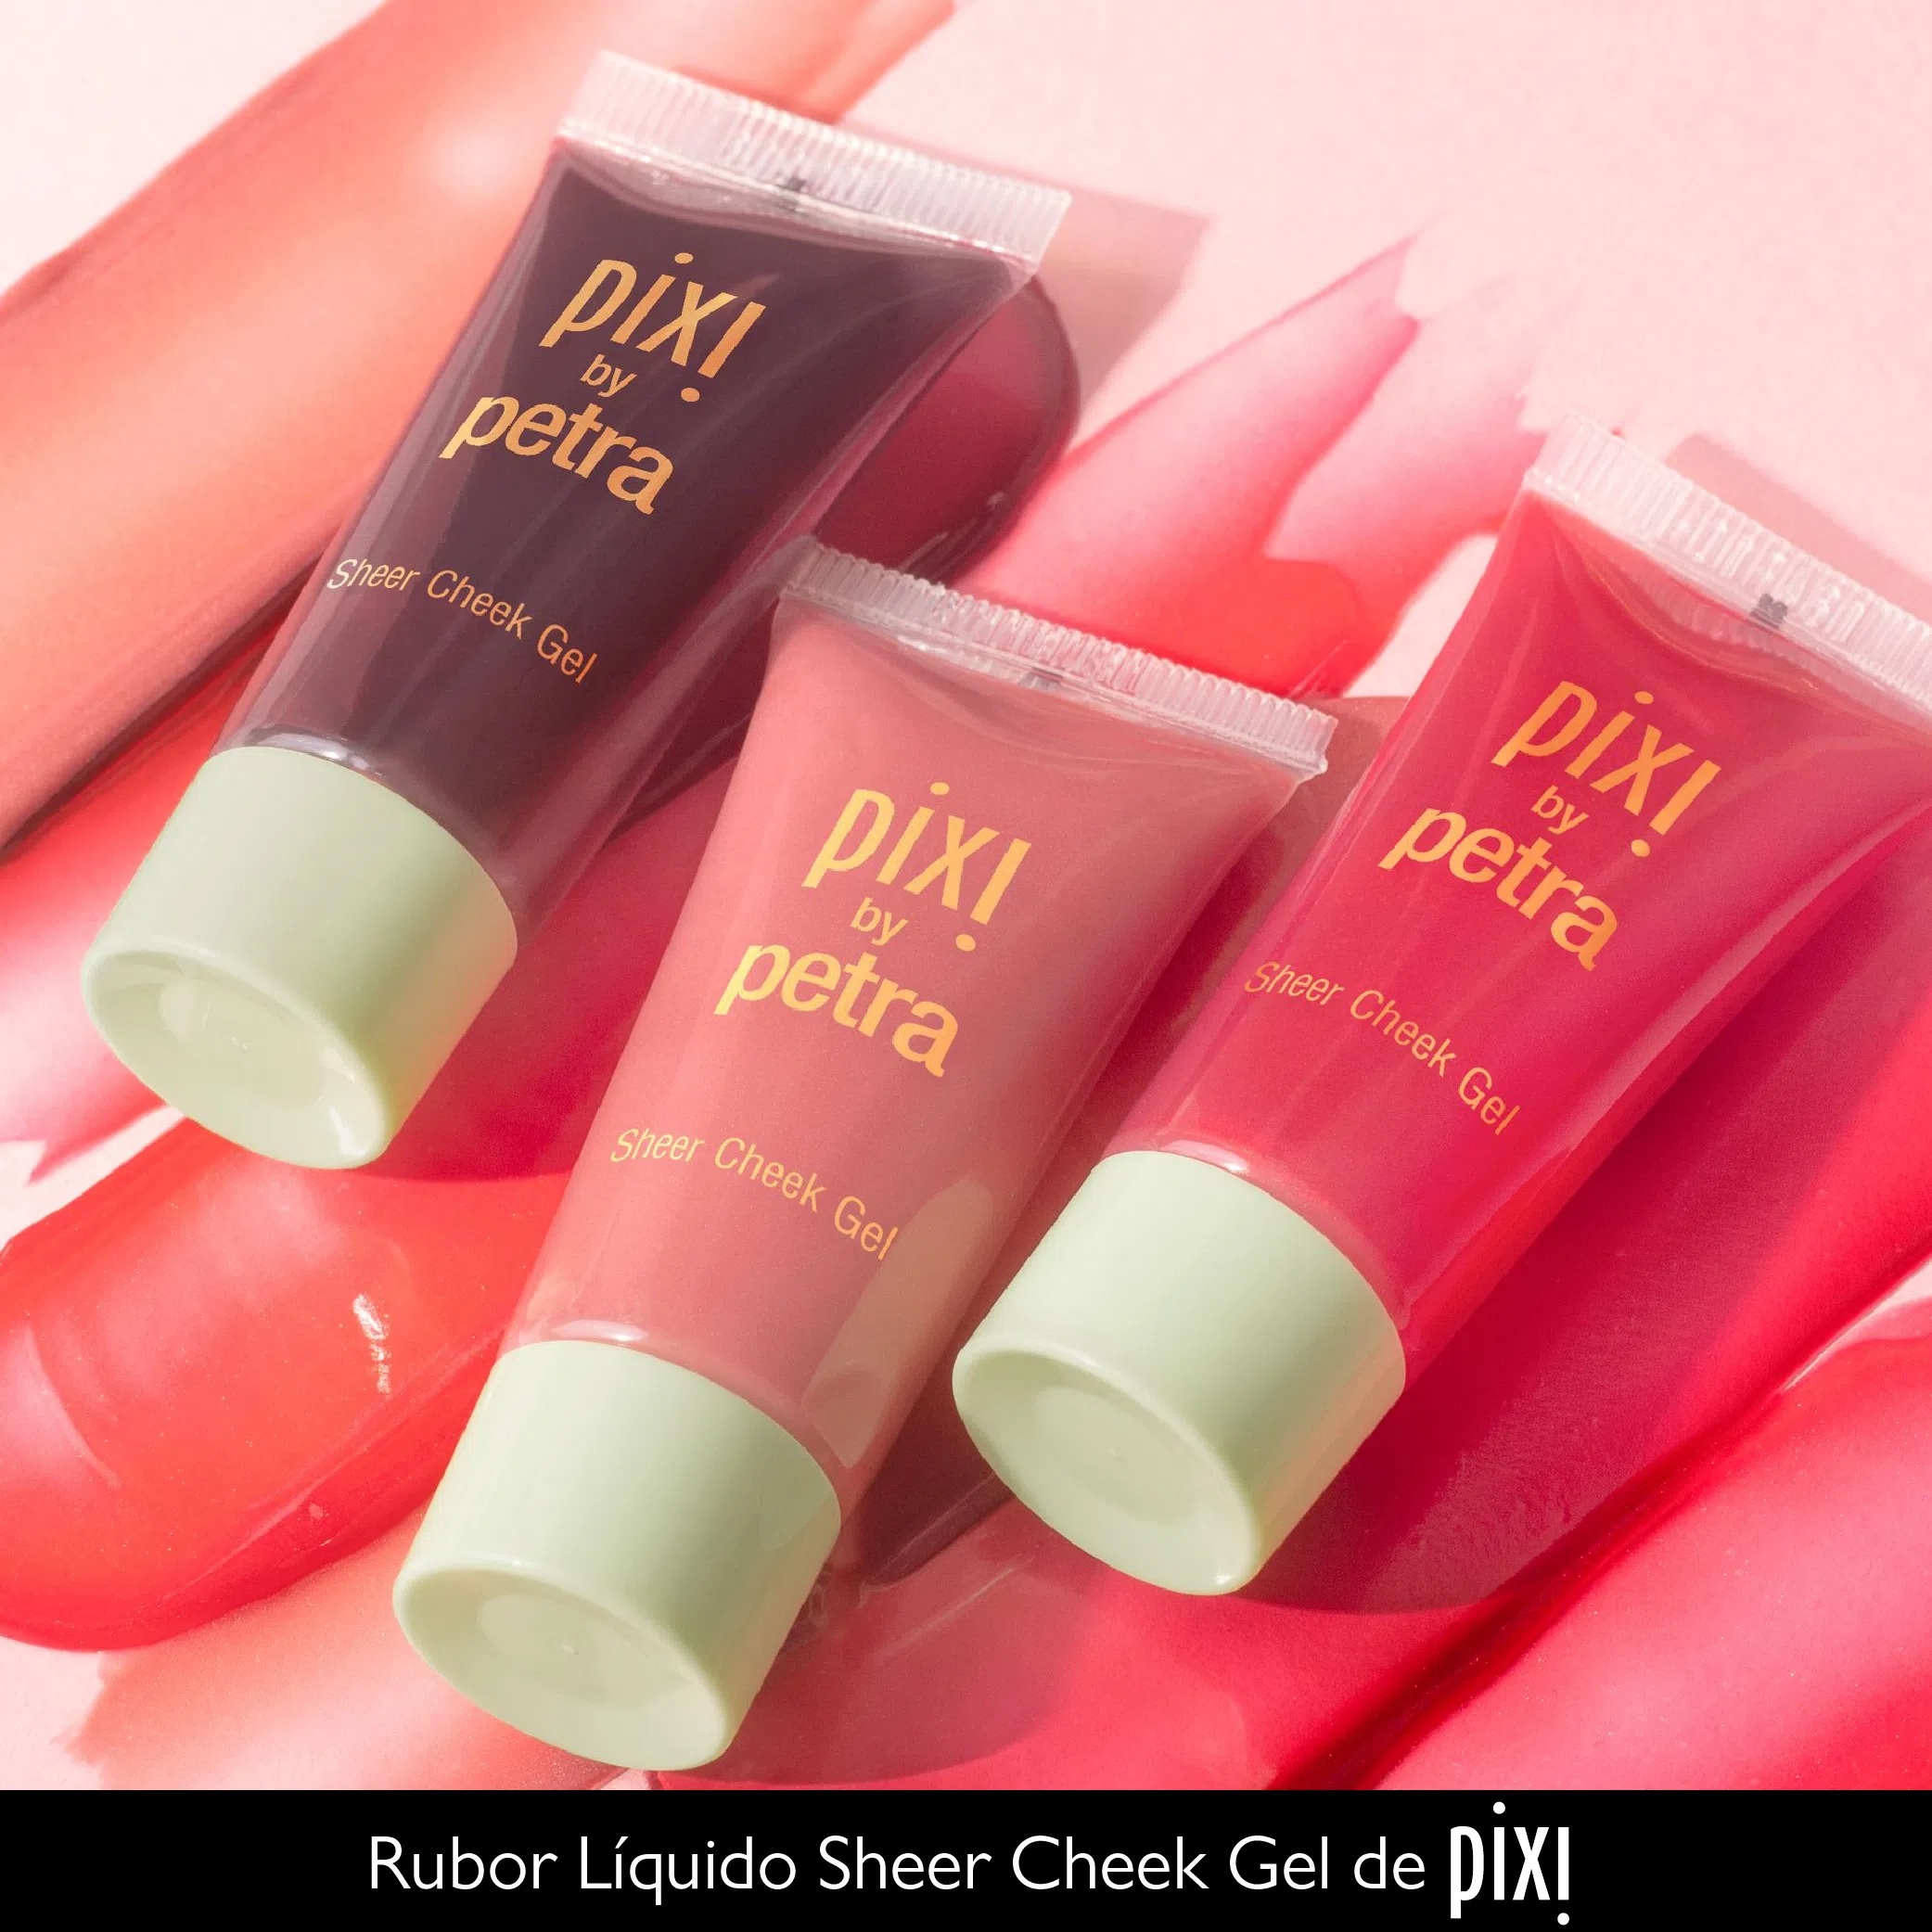 pixi
by
petra
Sheer Cheek Gel
pixi
by
petra
Sheer Cheek Gel
pixi
by
petra
Sheer Cheek Gel
Rubor Líquido Sheer Cheek Gel de pixi